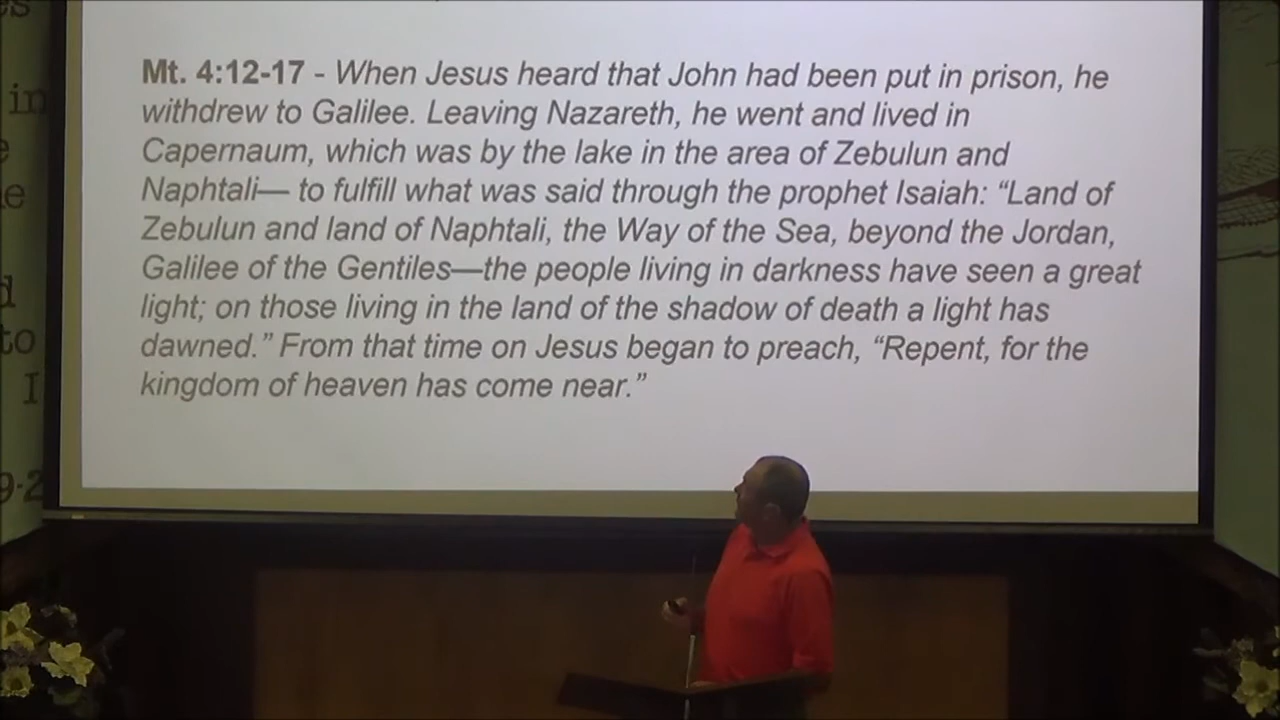 Mt. 4:12-17 - When Jesus heard that John had been put in prison, he
withdrew to Galilee. Leaving Nazareth, he went and lived in
Capernaum, which was by the lake in the area of Zebulun and
Naphtali— to fulfill what was said through the prophet Isaiah: “Land of
Zebulun and land of Naphtali, the Way of the Sea, beyond the Jordan,
Galilee of the Gentiles—the people living in darkness have seen a great
light; on those living in the land of the shadow of death a light has
dawned.” From that time on Jesus began to preach, “Repent, for the
kingdom of heaven has come near.”
in
to
I